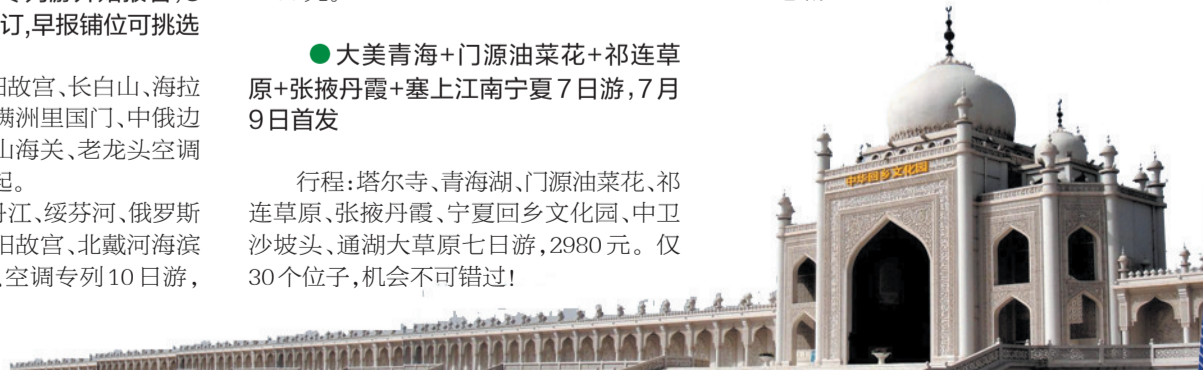 订,早报铺位可挑选
阳故宫、长白山、海拉
满洲里国门、中俄边
山海关、老龙头空调
起。
丹江、绥芬河、俄罗斯
阳故宫、北戴河海滨
空调专列10日游,
●大美青海+门源油菜花+祁连草
原+张掖丹霞+塞上江南宁夏7日游,7月
9日首发
行程:塔尔寺、青海湖、门源油菜花、祁
连草原、张掖丹霞、宁夏回乡文化园、中卫
沙坡头、通湖大草原七日游,2980元。仅
30个位子,机会不可错过!
中华回乡文化园